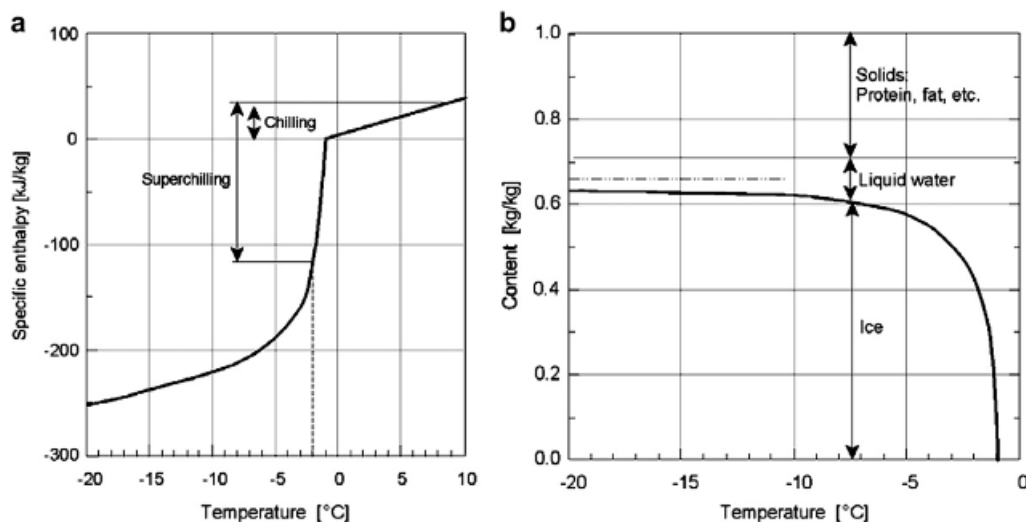 a
Specific enthalpy [kJ/kg]
100
50
0
-100
-200
-300
Chilling
Superchilling
-20
-15
-10
-5
0
5
10
Temperature [°C]
b
Content [kg/kg]
1.0
0.8
0.6
0.4
0.2
0.0
Solids:
Protein, fat, etc.
Liquid water
Ice
-20
-15
-10
-5
0
Temperature [°C]